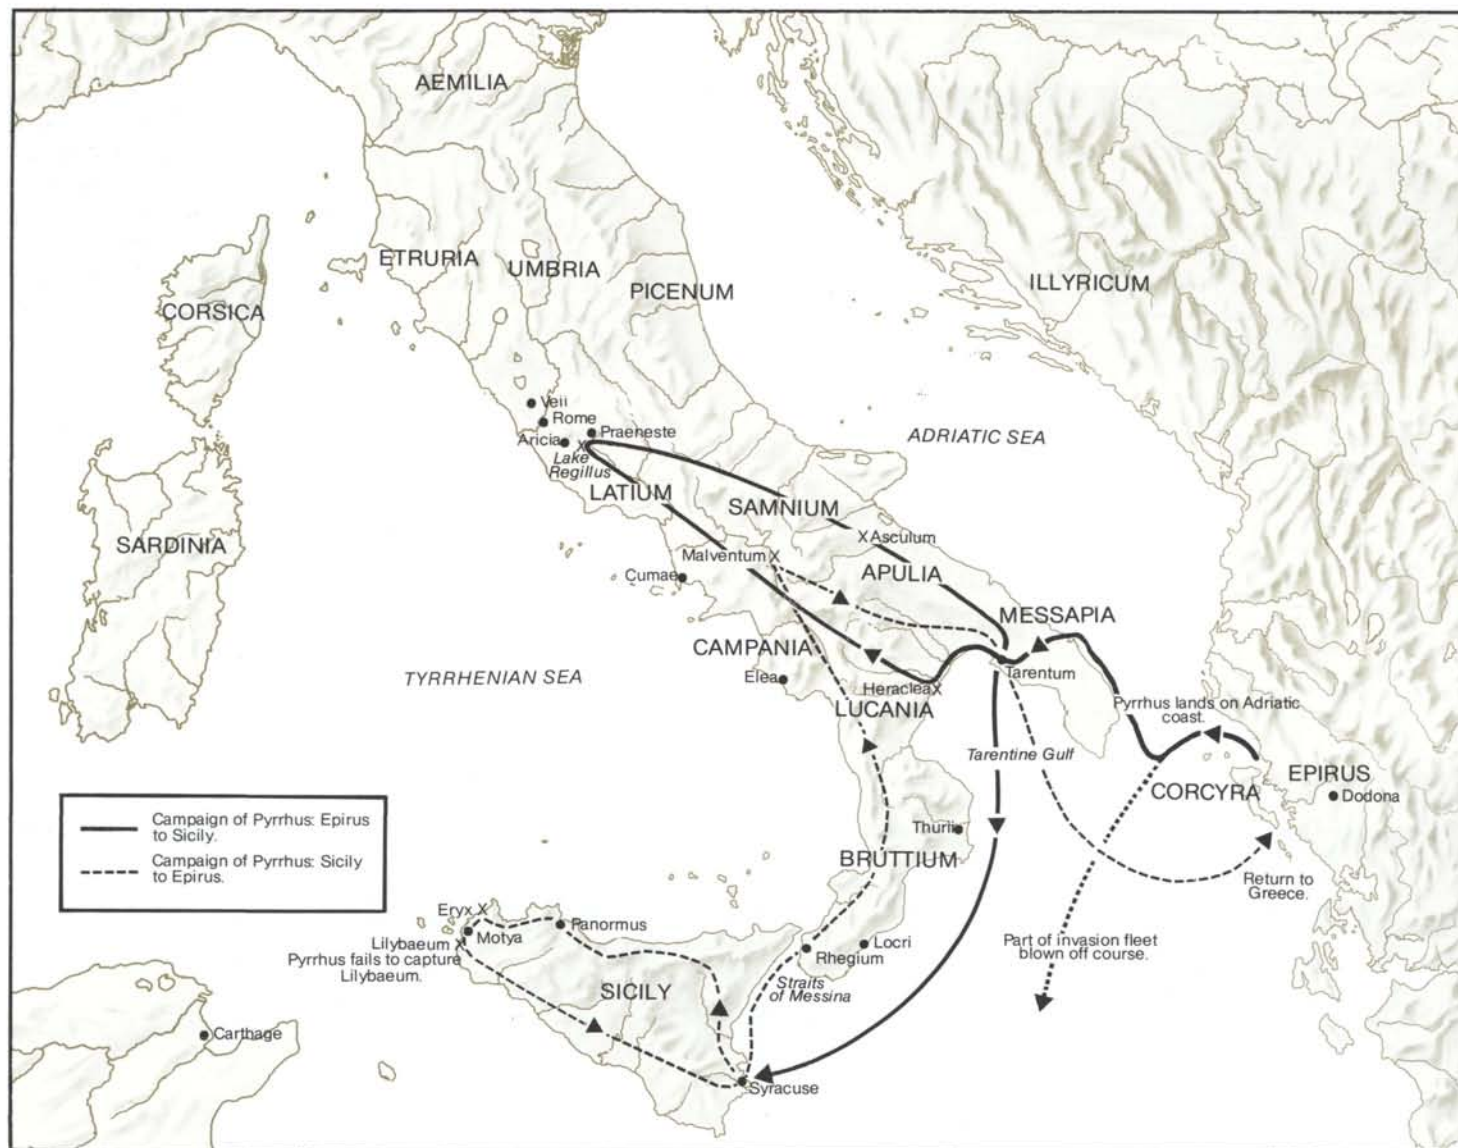 AEMILIA
ETRURIA
UMBRIA
PICENUM
ILLYRICUM
CORSICA
Veii
Rome
Aricia
Praeneste
X
Lake
Regillus
ADRIATIC SEA
LATIUM
SAMNIUM
SARDINIA
X Asculum
Malventum X
APULIA
Cumae
MESSAPIA
CAMPANIA
TYRRHENIAN SEA
Elea
Heraclea X
Tarentum
LUCANIA
Pyrrhus lands on Adriatic
coast.
Tarentine Gulf
EPIRUS
CORCYRA
Dodona
Campaign of Pyrrhus: Epirus
to Sicily.
Campaign of Pyrrhus: Sicily
to Epirus.
Thurii
BRUTTIUM
Return to
Greece.
Eryx X
Panormus
Motya
Lilybaeum X
Pyrrhus fails to capture
Lilybaeum.
Locri
Rhegium
Part of invasion fleet
blown off course.
Straits
of Messina
SICILY
Carthage
Syracuse